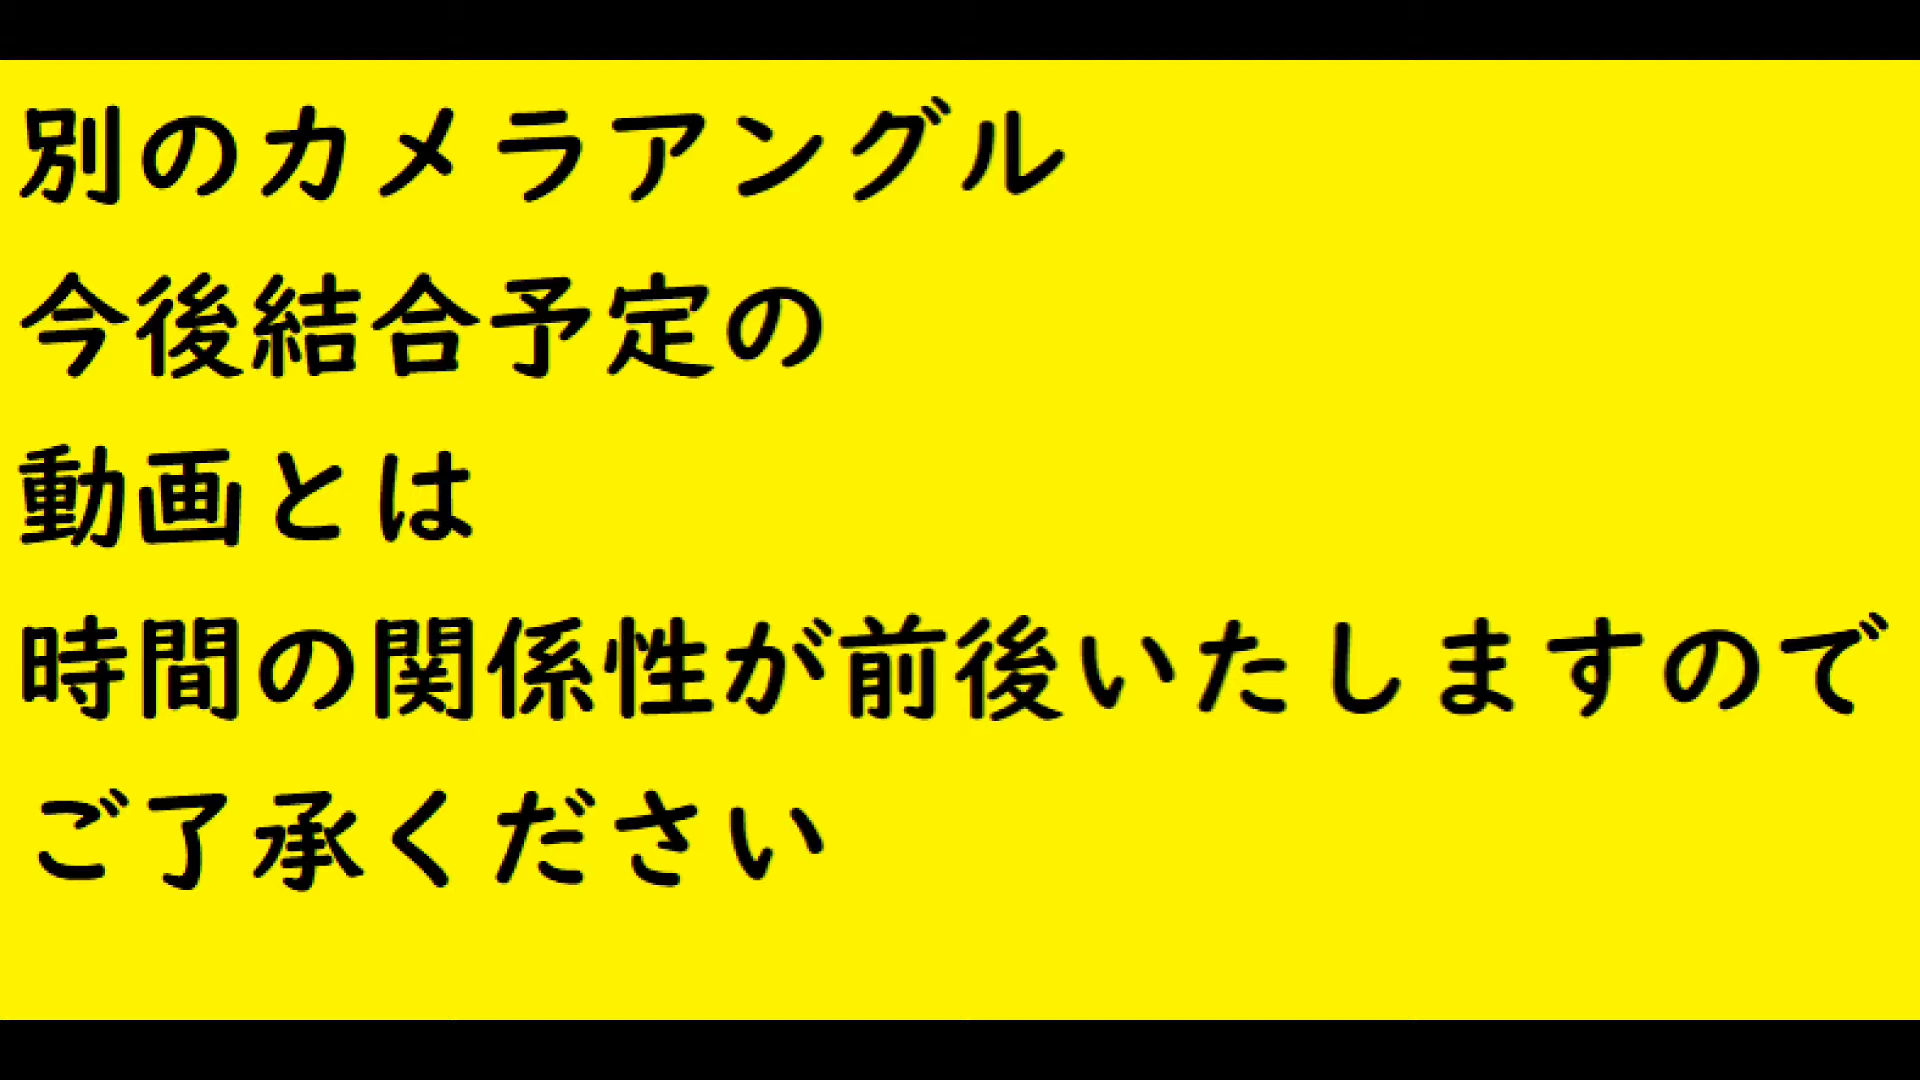 別のカメラアングル
今後結合予定の
動画とは
時間の関係性が前後いたしますので
ご了承ください